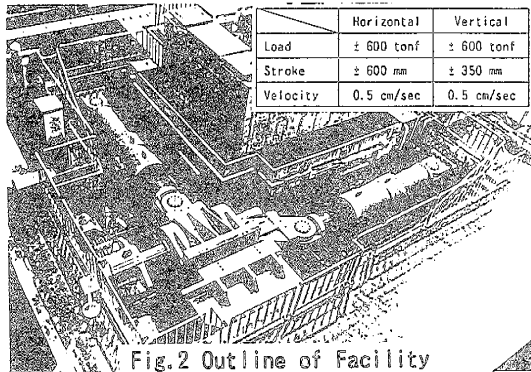 Horizontal Vertical
Load ± 600 tonf ± 600 tonf
Stroke ± 600 mm ± 350 mm
Velocity 0.5 cm/sec 0.5 cm/sec
Fig.2 Outline of Facility